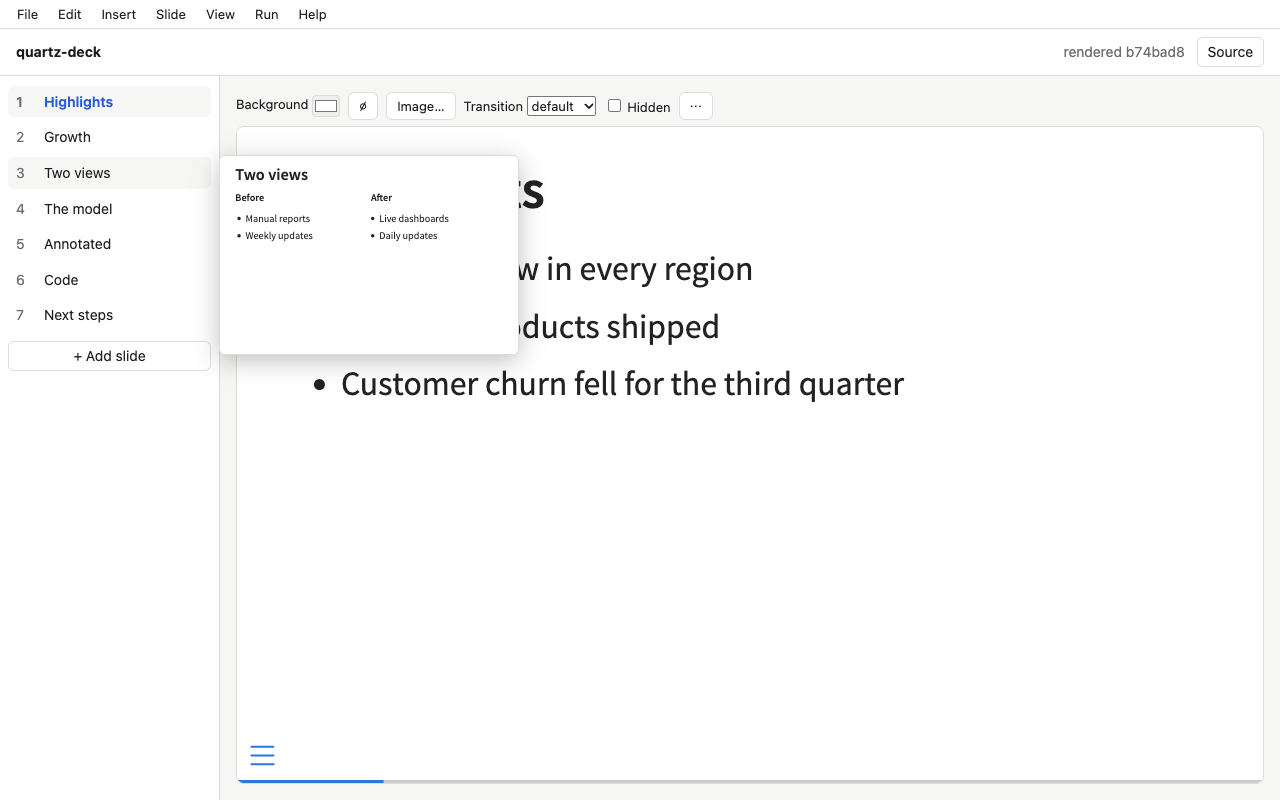 File Edit Insert Slide View Run Help
quartz-deck
rendered b74bad8 Source
1 Highlights
2 Growth
3 Two views
4 The model
5 Annotated
6 Code
7 Next steps
+ Add slide
Background ø Image... Transition default Hidden ...
Two views
Before
• Manual reports
• Weekly updates
After
• Live dashboards
• Daily updates
in every region
shipped
• Customer churn fell for the third quarter